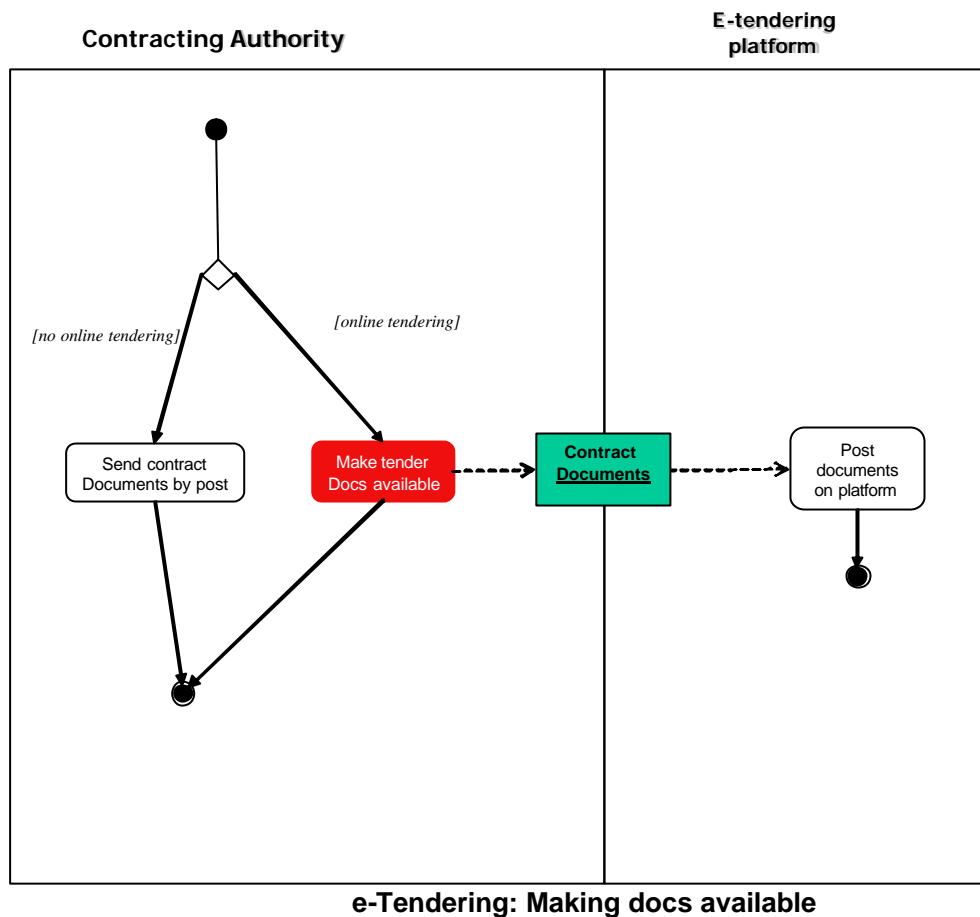 Contracting Authority
E-tendering
platform
[no online tendering]
[online tendering]
Send contract
Documents by post
Make tender
Docs available
Contract
Documents
Post
documents
on platform
e-Tendering: Making docs available